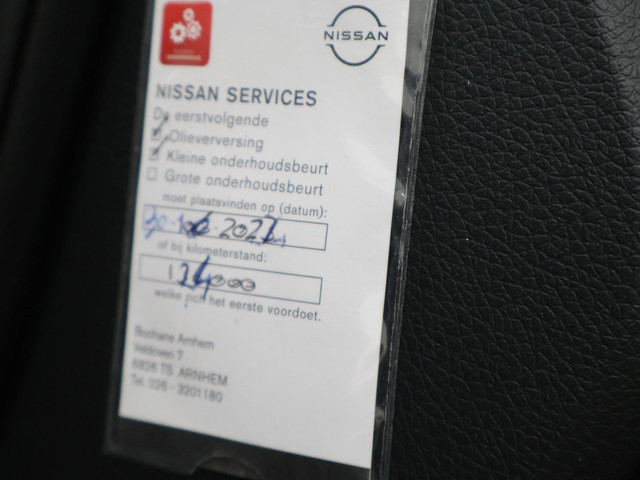 NISSAN
NISSAN SERVICES
De eerstvolgende
Olieverversing
Kleine onderhoudsbeurt
Grote onderhoudsbeurt
moet plaatsvinden op (datum):
of bij kilometerstand:
welke zich het eerste voordoet.
Bochane Arnhem
Veldoven 7
6826 TS ARNHEM
Tel. 026 - 3201180